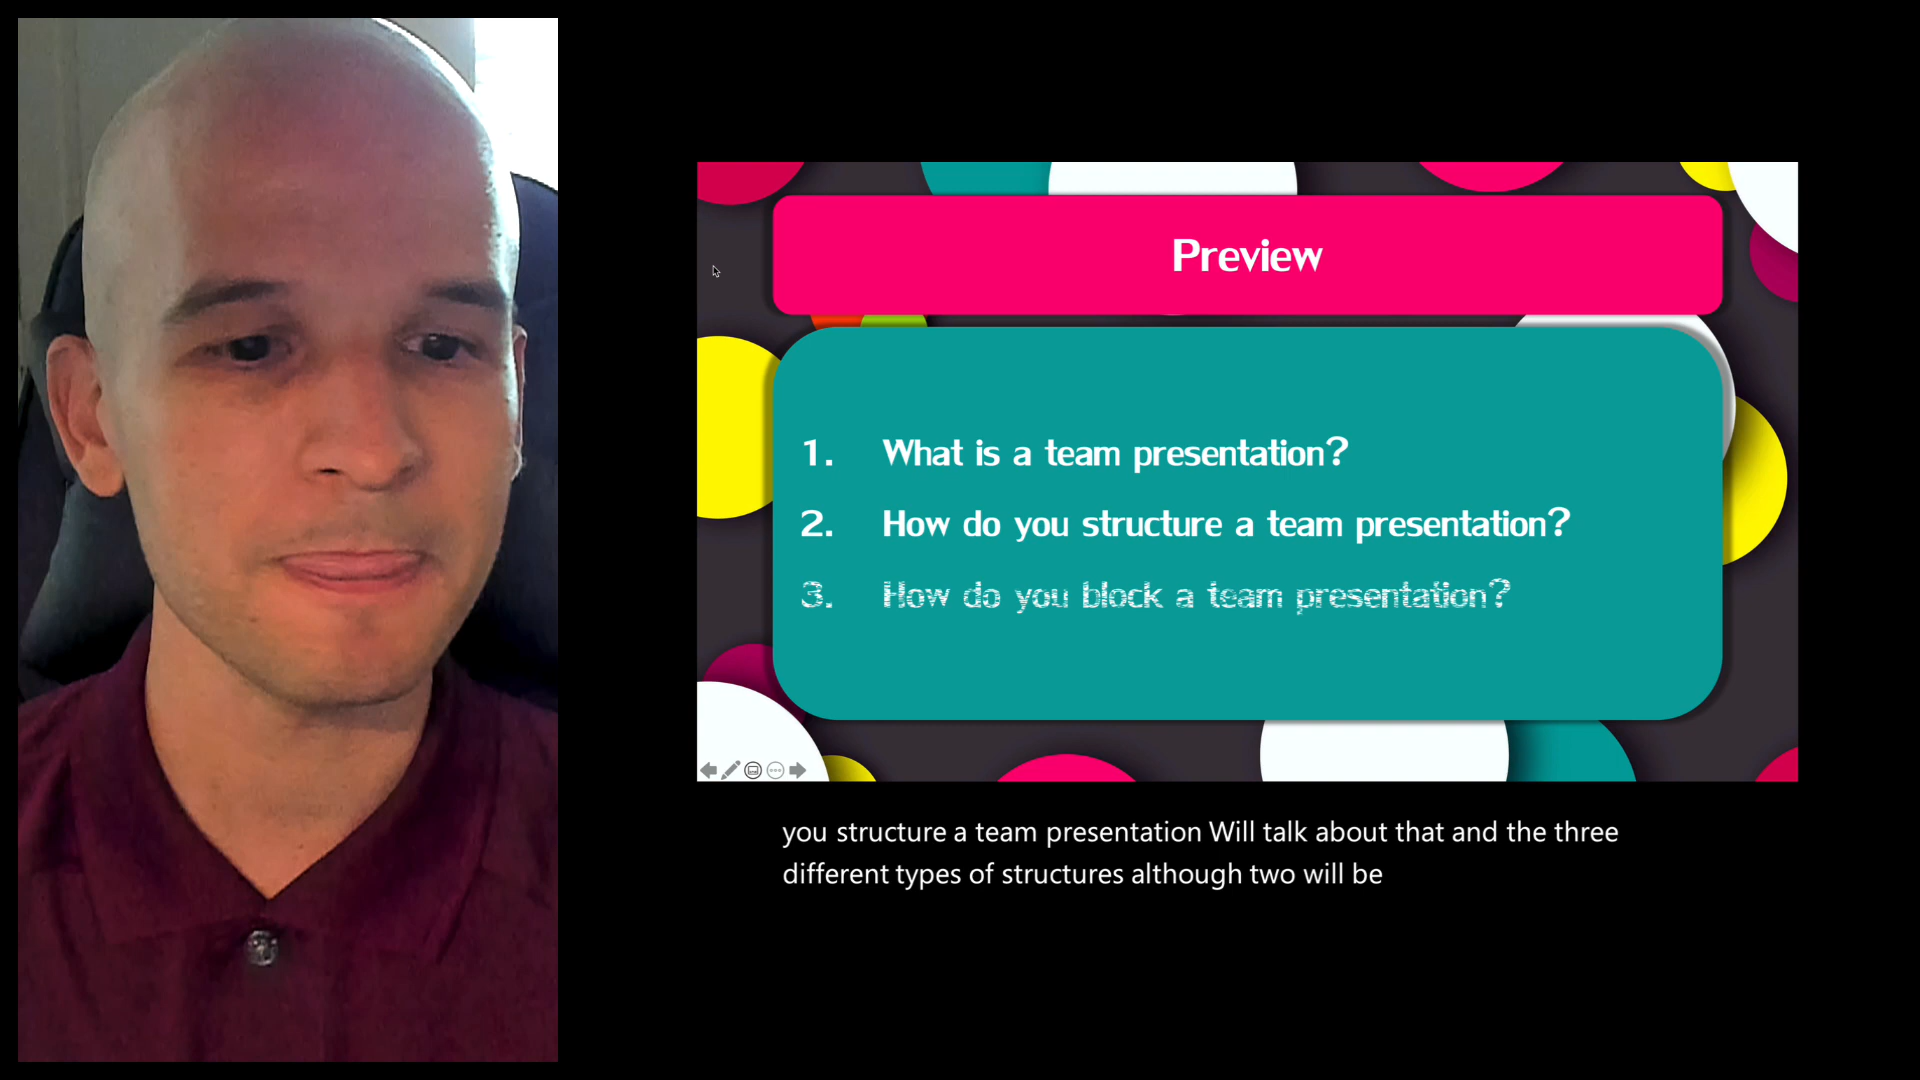 Preview
1. What is a team presentation?
2. How do you structure a team presentation?
3. How do you block a team presentation?
you structure a team presentation Will talk about that and the three
different types of structures although two will be